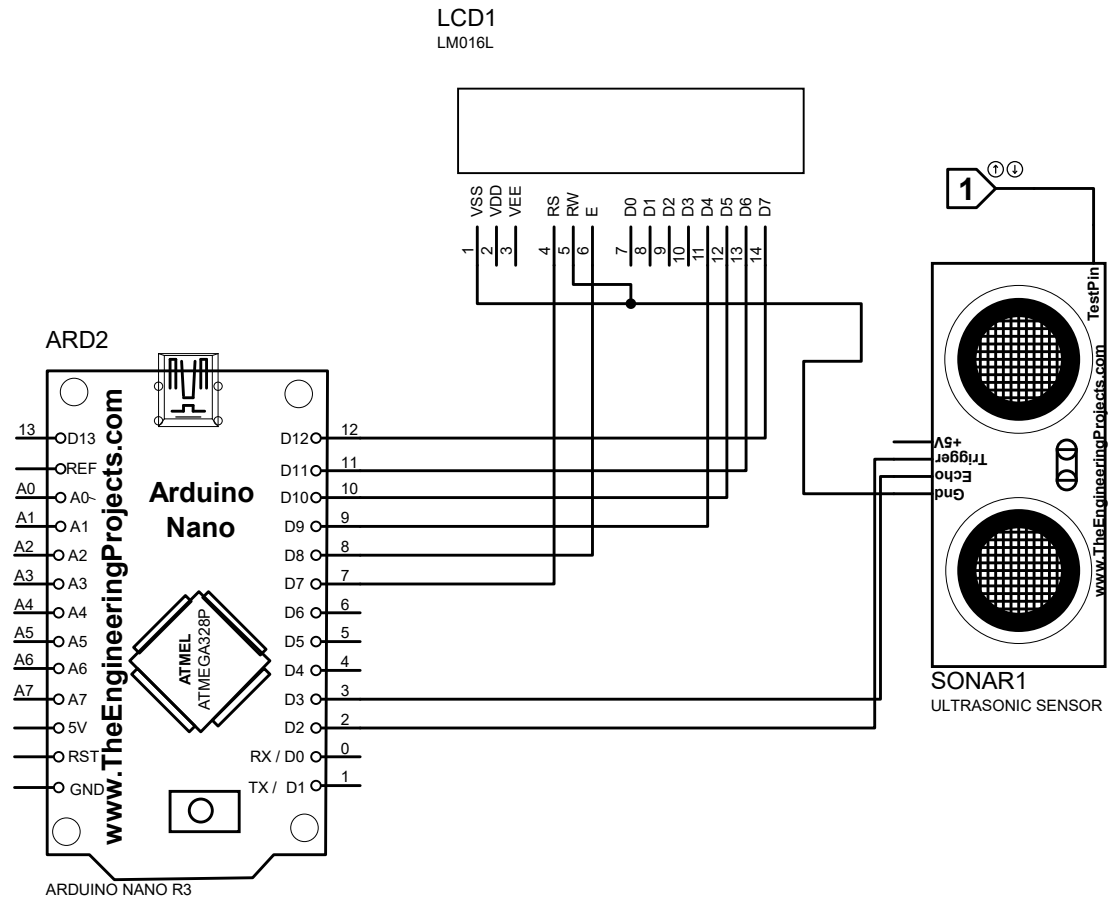 LCD1
LM016L
VSS
VDD
VEE
RS
RW
E
D0
D1
D2
D3
D4
D5
D6
D7
1
2
3
4
5
6
7
8
9
10
11
12
13
14
1
TestPin
+5V
Trigger
Echo
Gnd
www.TheEngineeringProjects.com
SONAR1
ULTRASONIC SENSOR
ARD2
www.TheEngineeringProjects.com
Arduino
Nano
ATMEL
ATMEGA328P
13 D13
REF
A0 A0~
A1 A1
A2 A2
A3 A3
A4 A4
A5 A5
A6 A6
A7 A7
5V
RST
GND
D12 12
D11 11
D10 10
D9 9
D8 8
D7 7
D6 6
D5 5
D4 4
D3 3
D2 2
RX / D0 0
TX / D1 1
ARDUINO NANO R3